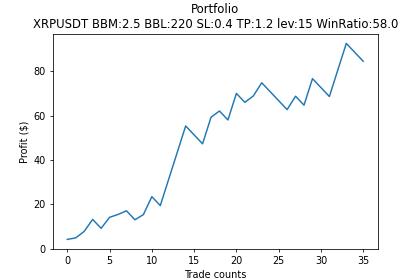 Portfolio
XRPUSDT BBM:2.5 BBL:220 SL:0.4 TP:1.2 lev:15 WinRatio:58.0
80
60
40
20
0
Profit ($)
0 5 10 15 20 25 30 35
Trade counts